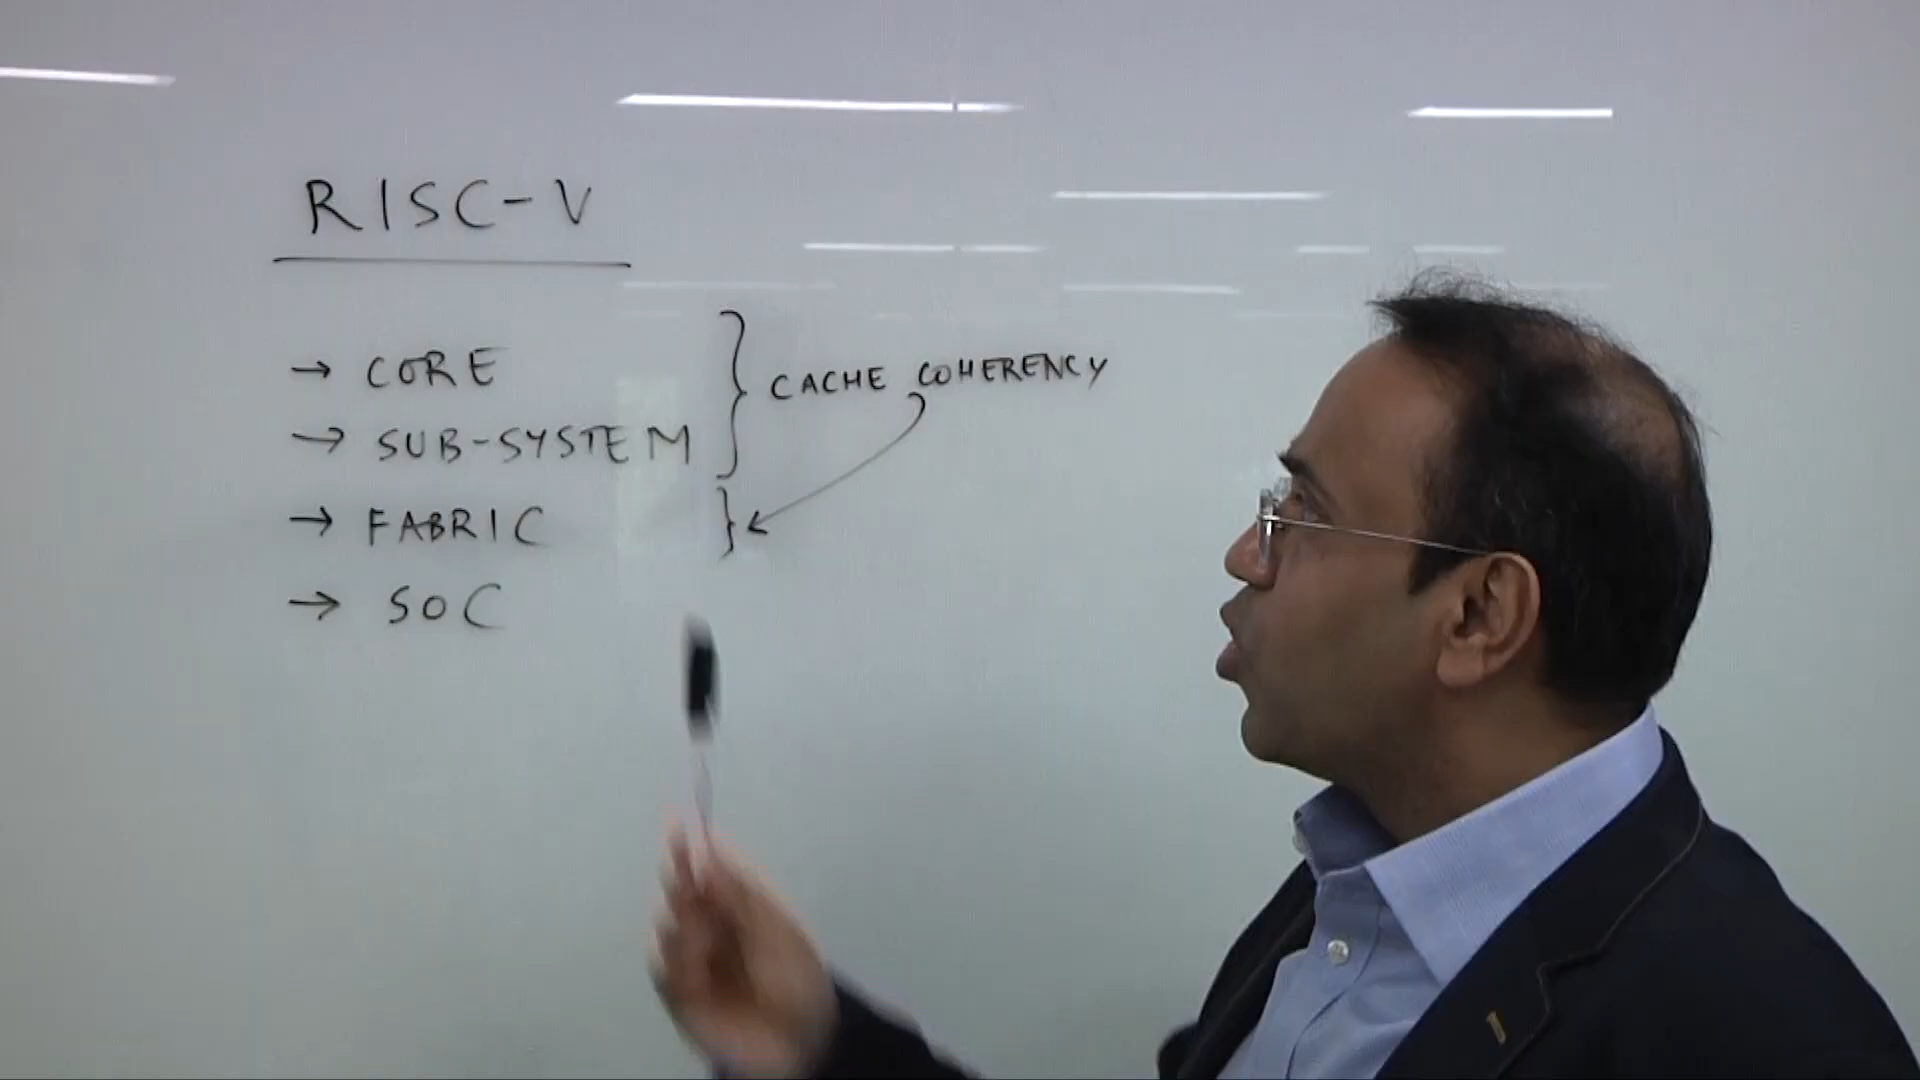 RISC-V
→ CORE
→ SUB-SYSTEM
} CACHE COHERENCY
→ FABRIC }
→ SOC